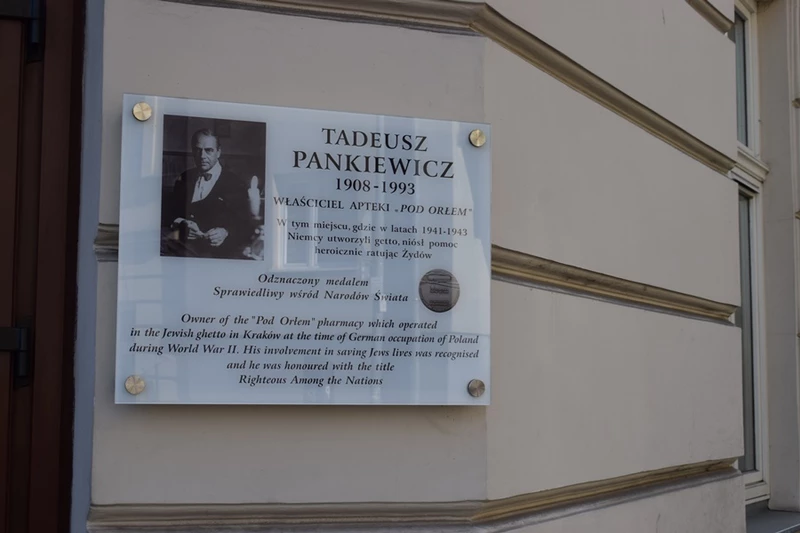 TADEUSZ
PANKIEWICZ
1908-1993
WŁAŚCICIEL APTEKI „POD ORŁEM"
W tym miejscu, gdzie w latach 1941-1943
Niemcy utworzyli getto, niósł pomoc
heroicznie ratując Żydów
Odznaczony medalem
Sprawiedliwy wśród Narodów Świata
Owner of the "Pod Orłem" pharmacy which operated
in the Jewish ghetto in Kraków at the time of German occupation of Poland
during World War II. His involvement in saving Jews lives was recognised
and he was honoured with the title
Righteous Among the Nations